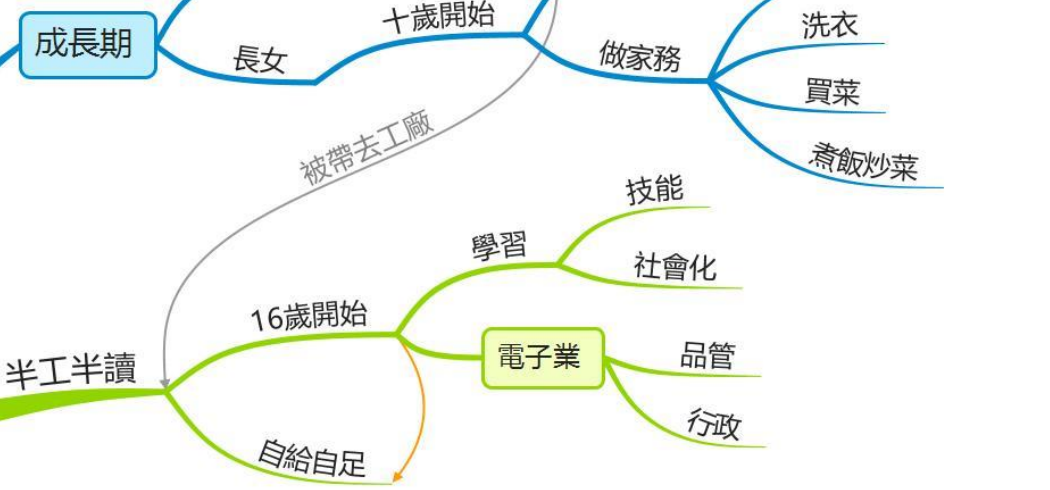 成長期
長女
十歲開始
做家務
洗衣
買菜
煮飯炒菜
被帶去工廠
半工半讀
16歲開始
學習
技能
社會化
電子業
品管
行政
自給自足